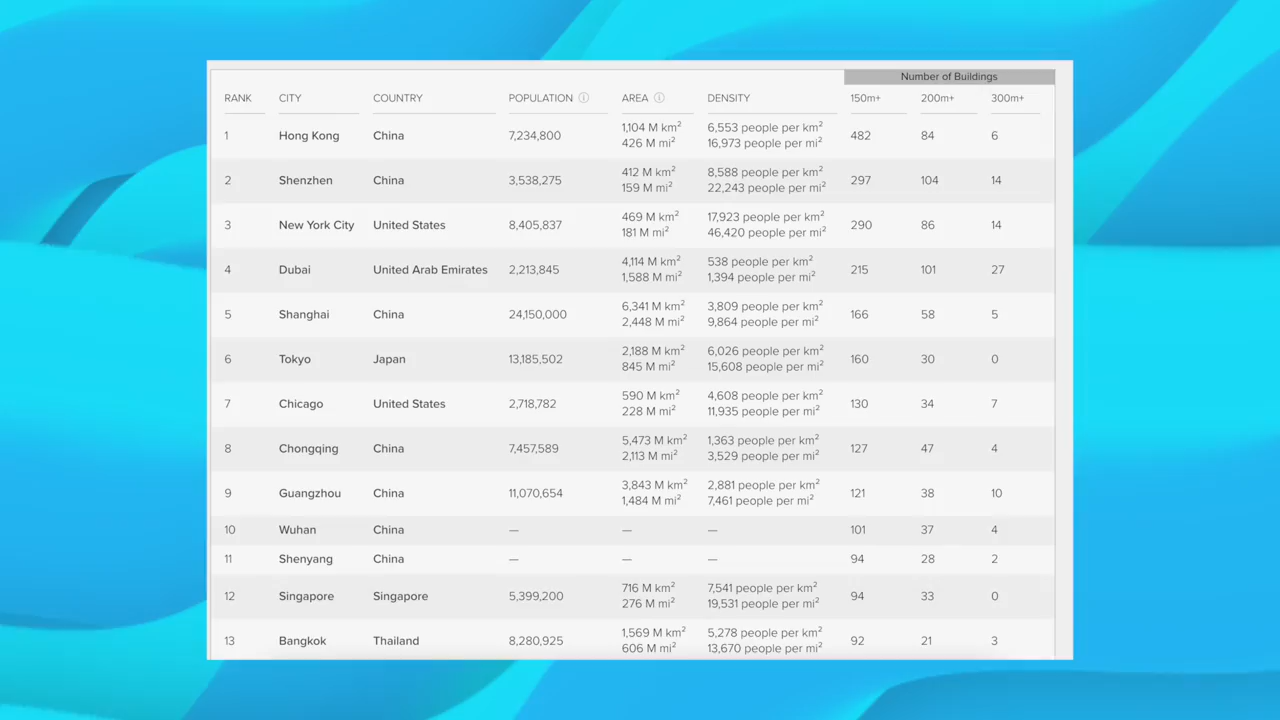 Number of Buildings
RANK CITY COUNTRY POPULATION ⓘ AREA ⓘ DENSITY 150m+ 200m+ 300m+
1 Hong Kong China 7,234,800 1,104 M km² 6,553 people per km² 482 84 6
426 M mi² 16,973 people per mi²
2 Shenzhen China 3,538,275 412 M km² 8,588 people per km² 297 104 14
159 M mi² 22,243 people per mi²
3 New York City United States 8,405,837 469 M km² 17,923 people per km² 290 86 14
181 M mi² 46,420 people per mi²
4 Dubai United Arab Emirates 2,213,845 4,114 M km² 538 people per km² 215 101 27
1,588 M mi² 1,394 people per mi²
5 Shanghai China 24,150,000 6,341 M km² 3,809 people per km² 166 58 5
2,448 M mi² 9,864 people per mi²
6 Tokyo Japan 13,185,502 2,188 M km² 6,026 people per km² 160 30 0
845 M mi² 15,608 people per mi²
7 Chicago United States 2,718,782 590 M km² 4,608 people per km² 130 34 7
228 M mi² 11,935 people per mi²
8 Chongqing China 7,457,589 5,473 M km² 1,363 people per km² 127 47 4
2,113 M mi² 3,529 people per mi²
9 Guangzhou China 11,070,654 3,843 M km² 2,881 people per km² 121 38 10
1,484 M mi² 7,461 people per mi²
10 Wuhan China — — — 101 37 4
11 Shenyang China — — — 94 28 2
12 Singapore Singapore 5,399,200 716 M km² 7,541 people per km² 94 33 0
276 M mi² 19,531 people per mi²
13 Bangkok Thailand 8,280,925 1,569 M km² 5,278 people per km² 92 21 3
606 M mi² 13,670 people per mi²